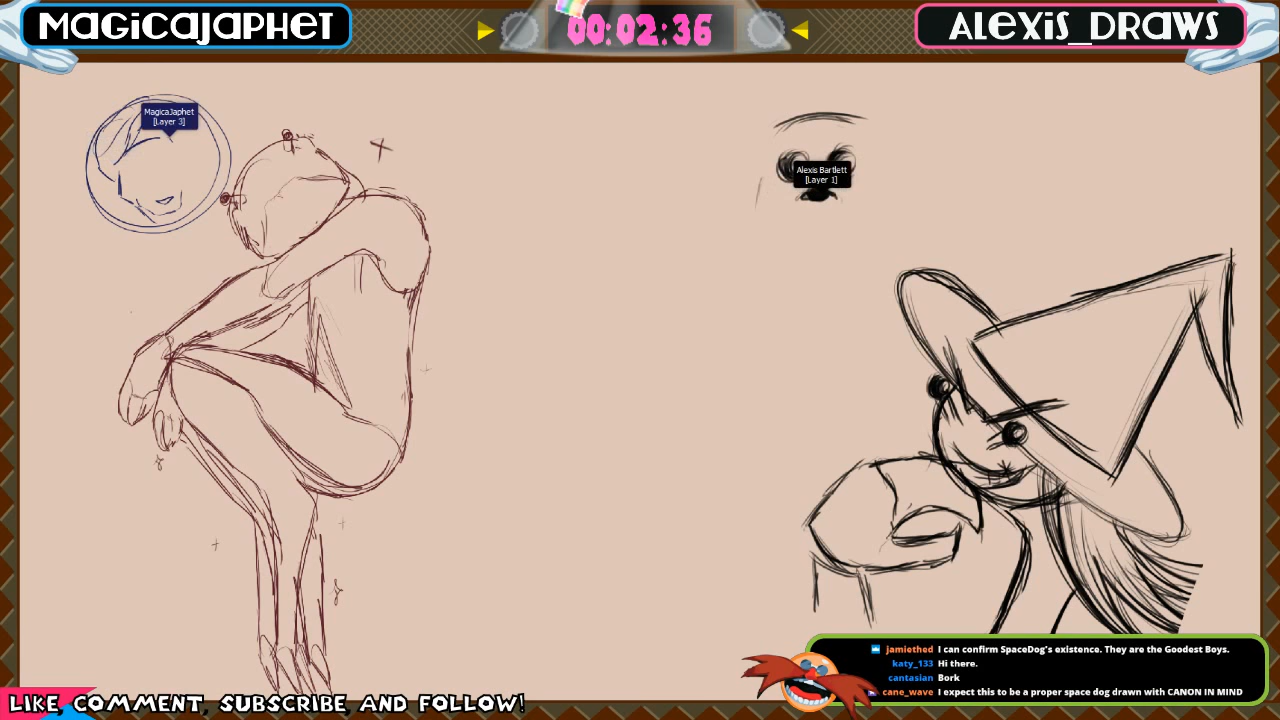 MAGICAJAPHET
00:02:36
ALEXIS_DRAWS
MagicaJaphet
[Layer 3]
Alexis Bartlett
[Layer 1]
jamiethed I can confirm SpaceDog's existence. They are the Goodest Boys.
katy_133 Hi there.
cantasian Bork
cane_wave I expect this to be a proper space dog drawn with CANON IN MIND
LIKE, COMMENT, SUBSCRIBE AND FOLLOW!